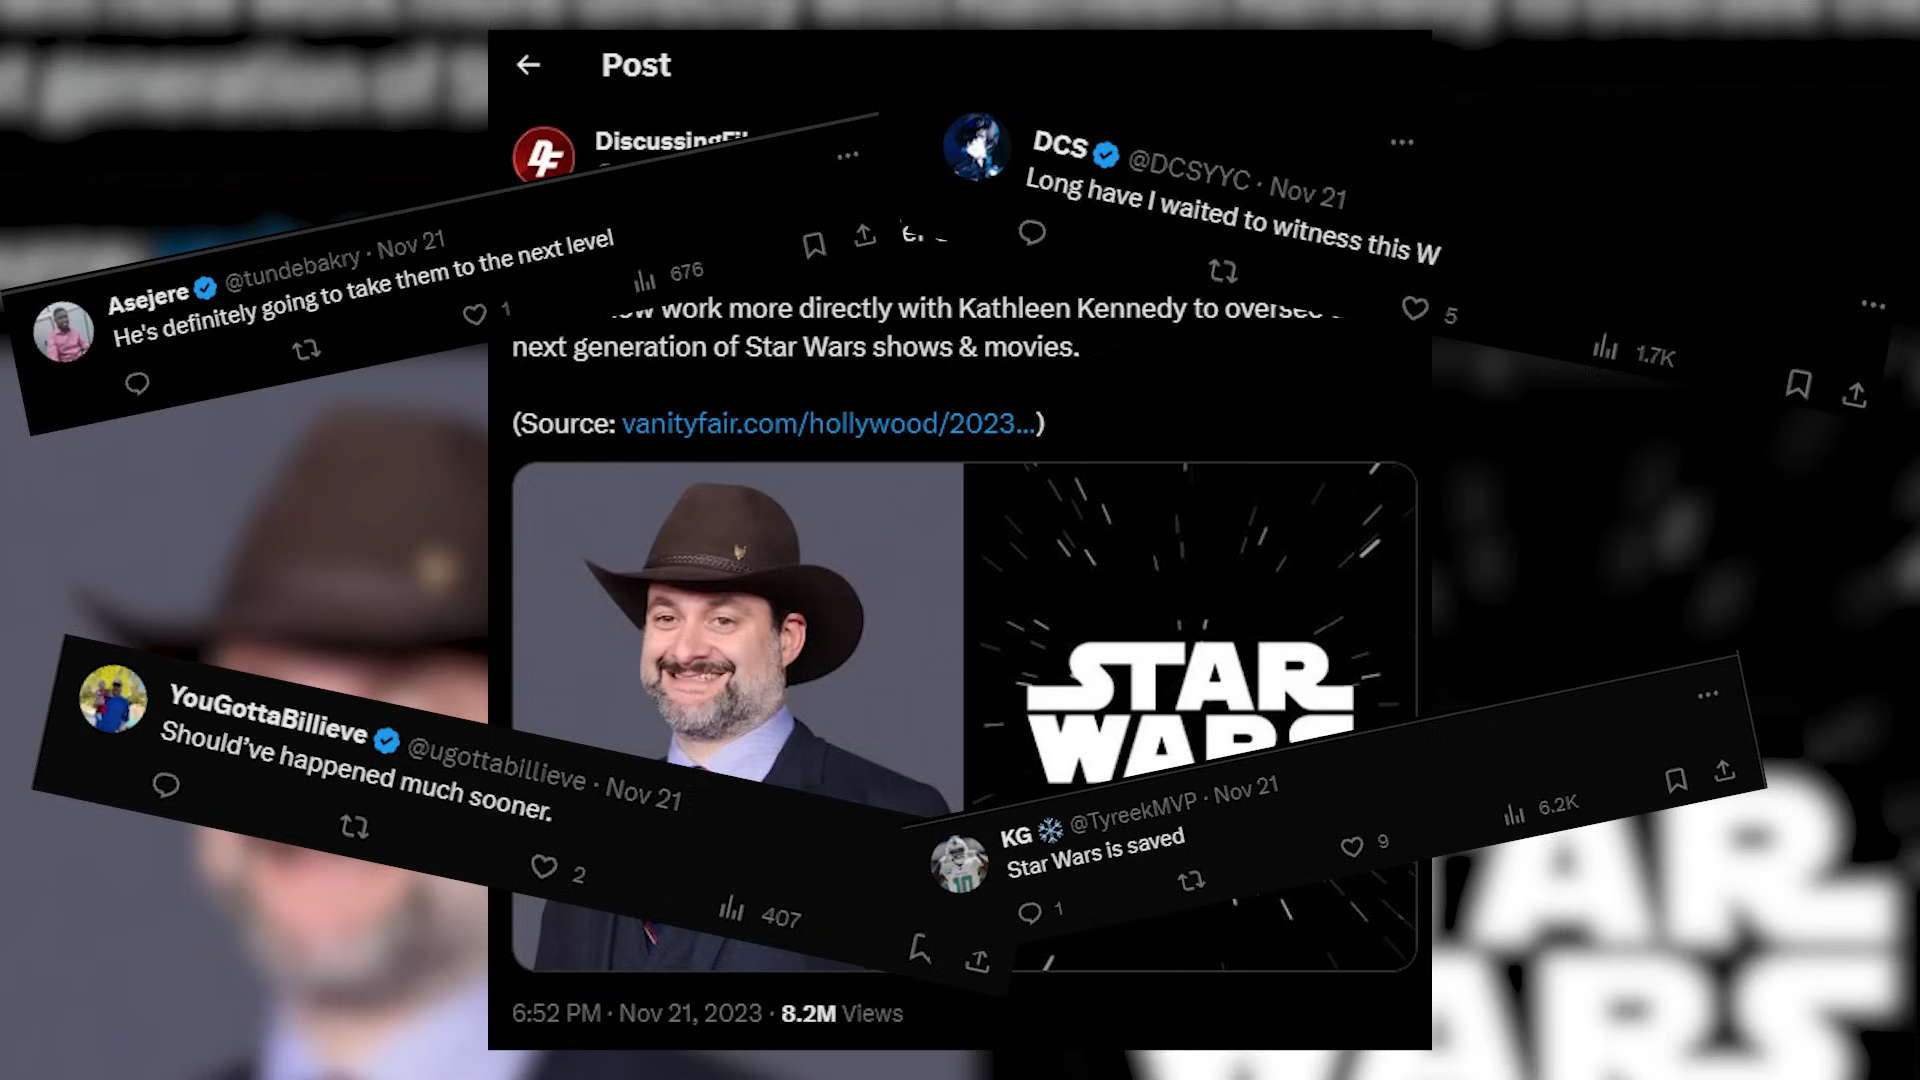 Post
Asejere @tundebakry · Nov 21
He's definitely going to take them to the next level
1
676
DCS @DCSYYC · Nov 21
Long have I waited to witness this W
5
1.7K
work more directly with Kathleen Kennedy to oversee
next generation of Star Wars shows & movies.
(Source: vanityfair.com/hollywood/2023...)
STAR
WARS
YouGottaBillieve @ugottabillieve · Nov 21
Should've happened much sooner.
2
407
KG @TyreekMVP · Nov 21
Star Wars is saved
1
9
6.2K
6:52 PM · Nov 21, 2023 · 8.2M Views